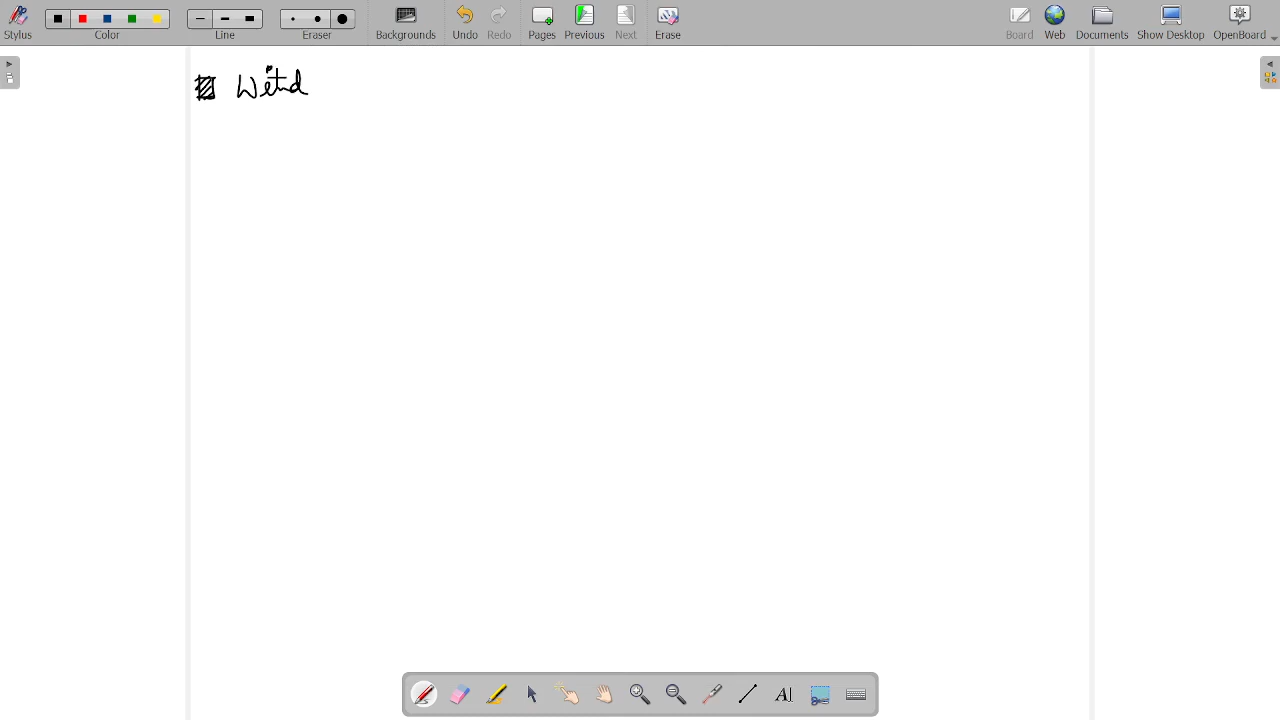 Stylus
Color
Line
Eraser
Backgrounds
Undo
Redo
Pages
Previous
Next
Erase
Board
Web
Documents
Show Desktop
OpenBoard